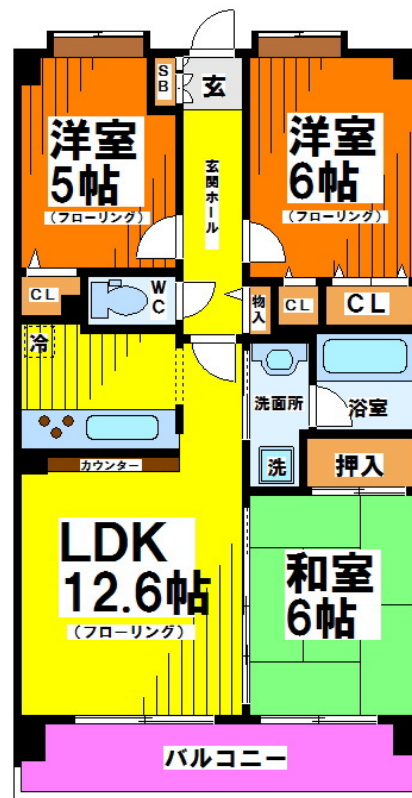 SB
玄
洋室
5帖
(フローリング)
玄関ホール
洋室
6帖
(フローリング)
CL
WC
物入
CL
CL
冷
洗面所
浴室
カウンター
洗
押入
LDK
12.6帖
(フローリング)
和室
6帖
バルコニー